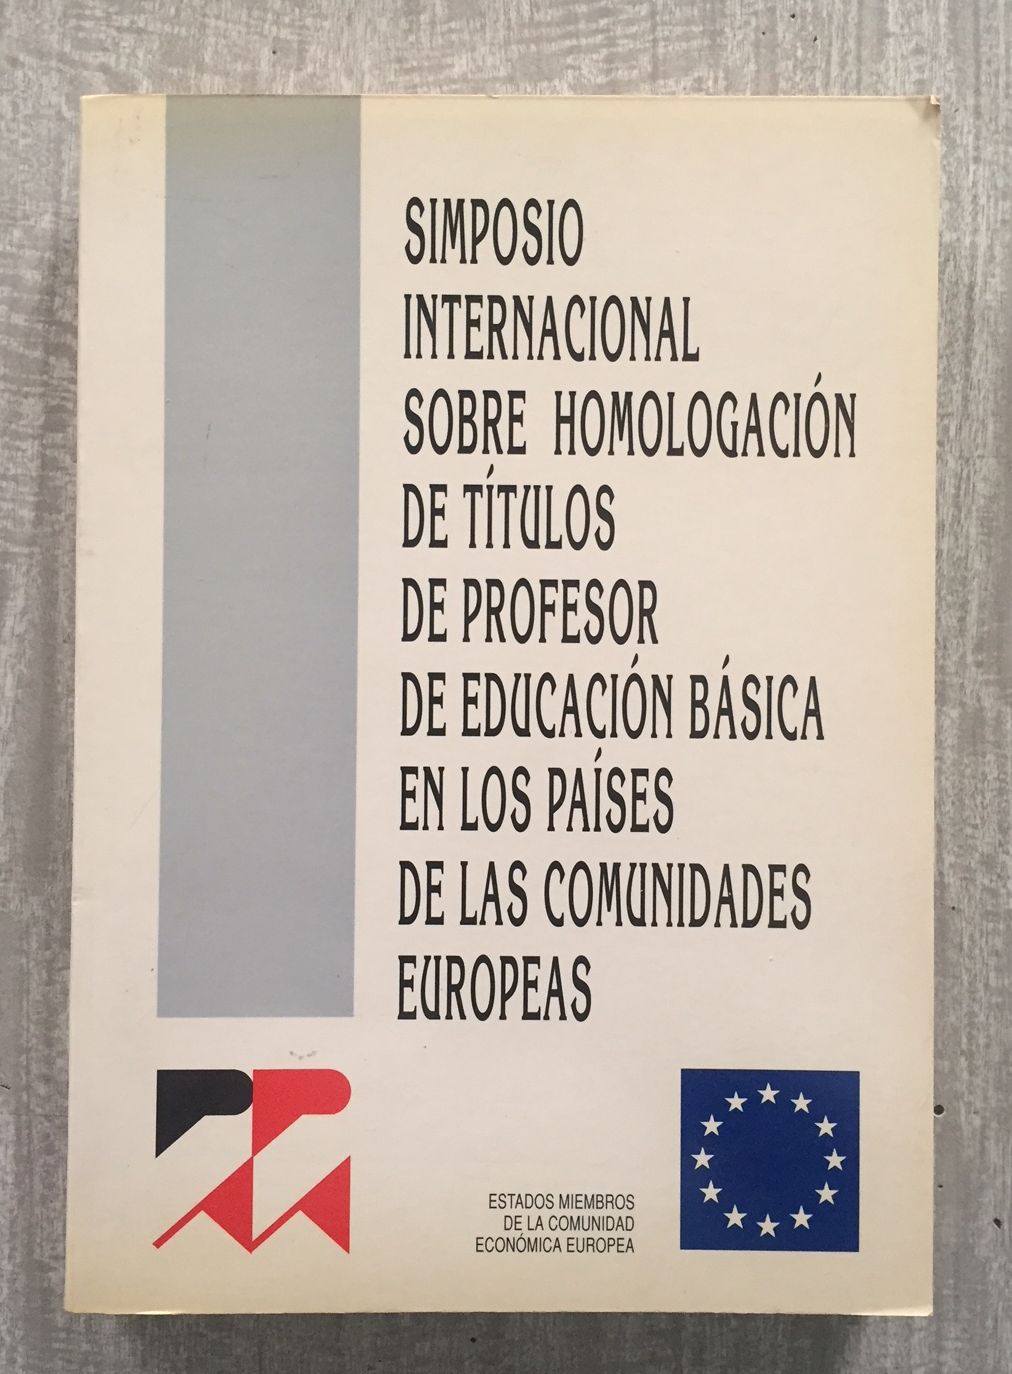 SIMPOSIO
INTERNACIONAL
SOBRE HOMOLOGACIÓN
DE TÍTULOS
DE PROFESOR
DE EDUCACIÓN BÁSICA
EN LOS PAÍSES
DE LAS COMUNIDADES
EUROPEAS
ESTADOS MIEMBROS
DE LA COMUNIDAD
ECONÓMICA EUROPEA